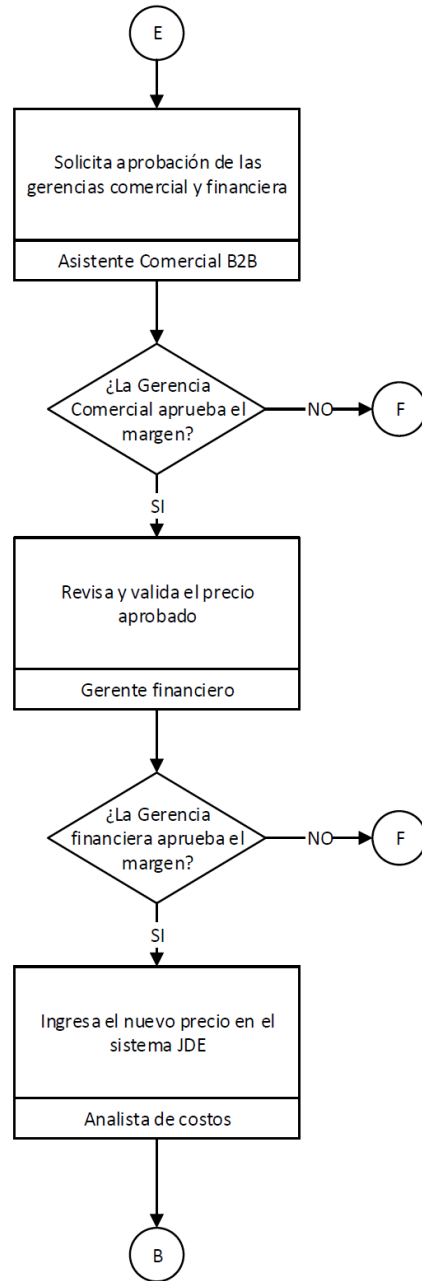 E
Solicita aprobación de las
gerencias comercial y financiera
Asistente Comercial B2B
¿La Gerencia
Comercial aprueba el
margen?
NO
F
SI
Revisa y valida el precio
aprobado
Gerente financiero
¿La Gerencia
financiera aprueba el
margen?
NO
F
SI
Ingresa el nuevo precio en el
sistema JDE
Analista de costos
B